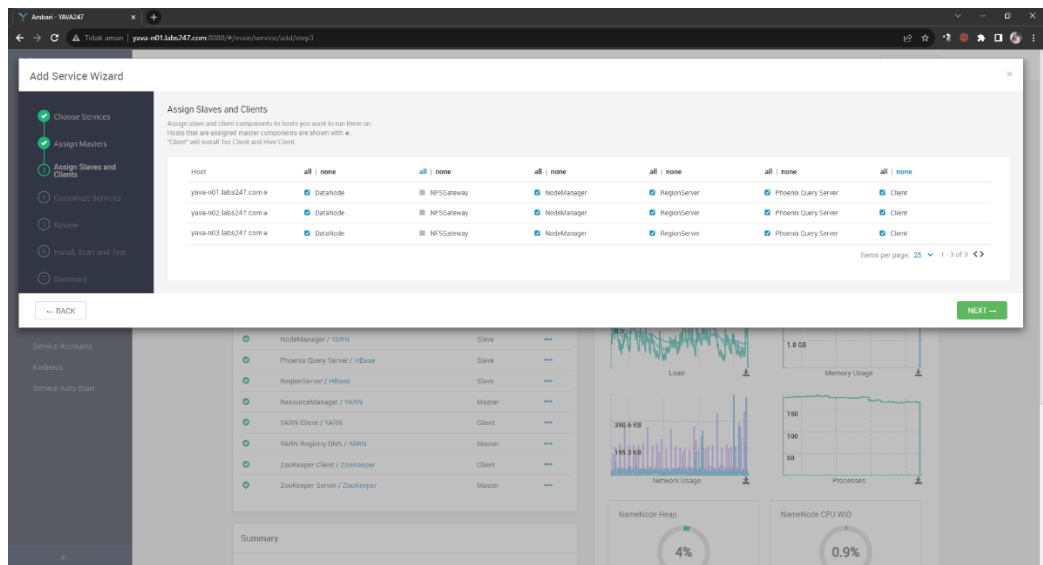 Ambari - YAVA247
Tidak aman | yava-n01.labs247.com:8080/#/main/service/add/step3
Add Service Wizard
Choose Services
Assign Masters
3 Assign Slaves and Clients
4 Customize Services
5 Review
6 Install, Start and Test
7 Summary
Assign Slaves and Clients
Assign slave and client components to hosts you want to run them on.
Hosts that are assigned master components are shown with ✵.
"Client" will install Tez Client and Hive Client.
Host all | none all | none all | none all | none all | none all | none
yava-n01.labs247.com✵ DataNode NFSGateway NodeManager RegionServer Phoenix Query Server Client
yava-n02.labs247.com✵ DataNode NFSGateway NodeManager RegionServer Phoenix Query Server Client
yava-n03.labs247.com✵ DataNode NFSGateway NodeManager RegionServer Phoenix Query Server Client
Items per page: 25 1 - 3 of 3
← BACK
NEXT →
Service Accounts
Kerberos
Service Auto Start
NodeManager / YARN Slave
Phoenix Query Server / HBase Slave
RegionServer / HBase Slave
ResourceManager / YARN Master
YARN Client / YARN Client
YARN Registry DNS / YARN Master
ZooKeeper Client / ZooKeeper Client
ZooKeeper Server / ZooKeeper Master
Summary
0.5
Load
1.8 GB
Memory Usage
390.6 KB
195.3 KB
Network Usage
150
100
50
Processes
NameNode Heap
4%
NameNode CPU WIO
0.9%